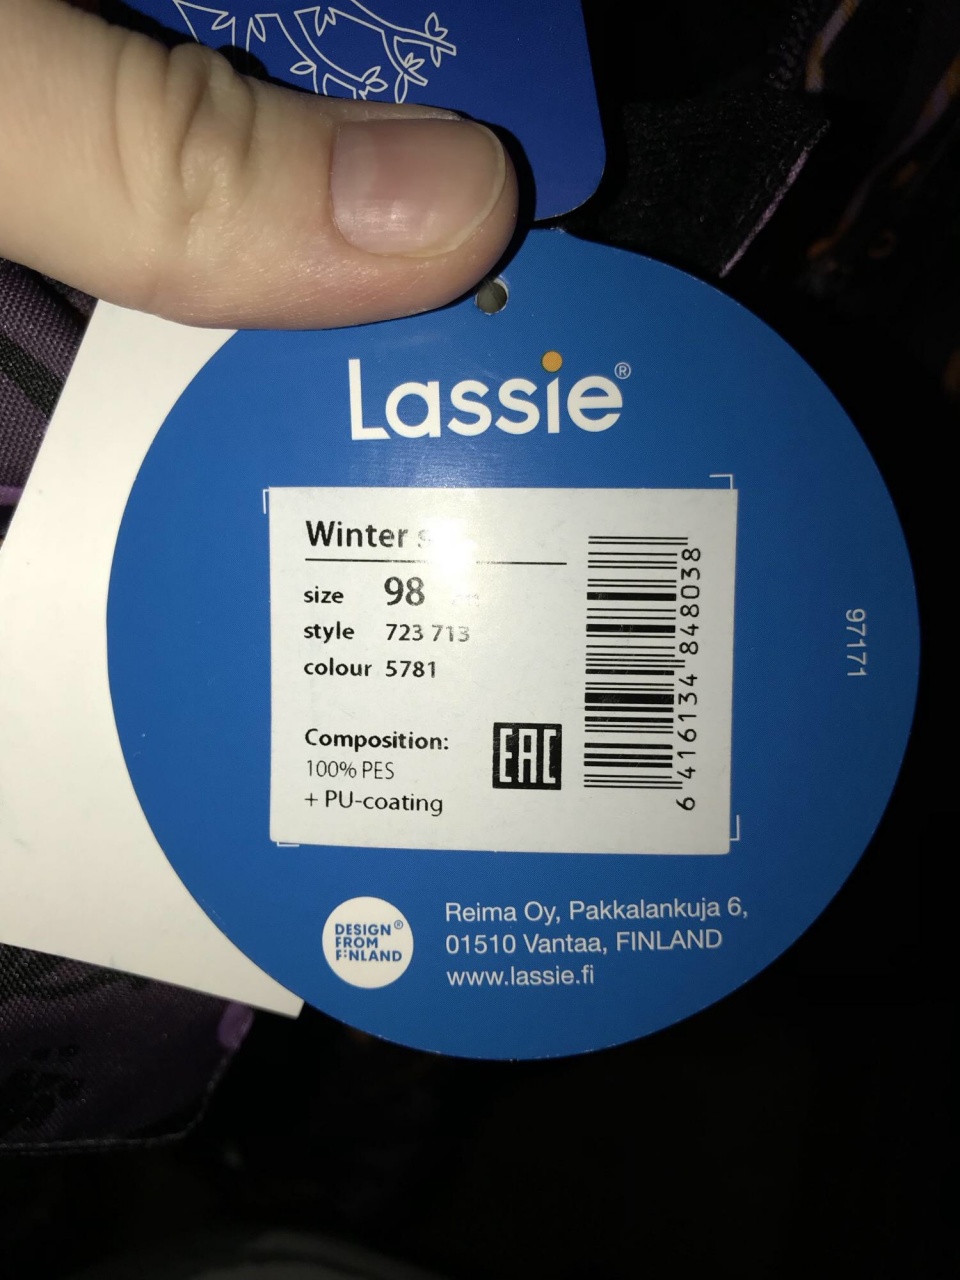 Lassie®
Winter
size 98
style 723 713
colour 5781
Composition:
100% PES
+ PU-coating
EAC
6 416134 848038
97171
DESIGN®
FROM
FINLAND
Reima Oy, Pakkalankuja 6,
01510 Vantaa, FINLAND
www.lassie.fi